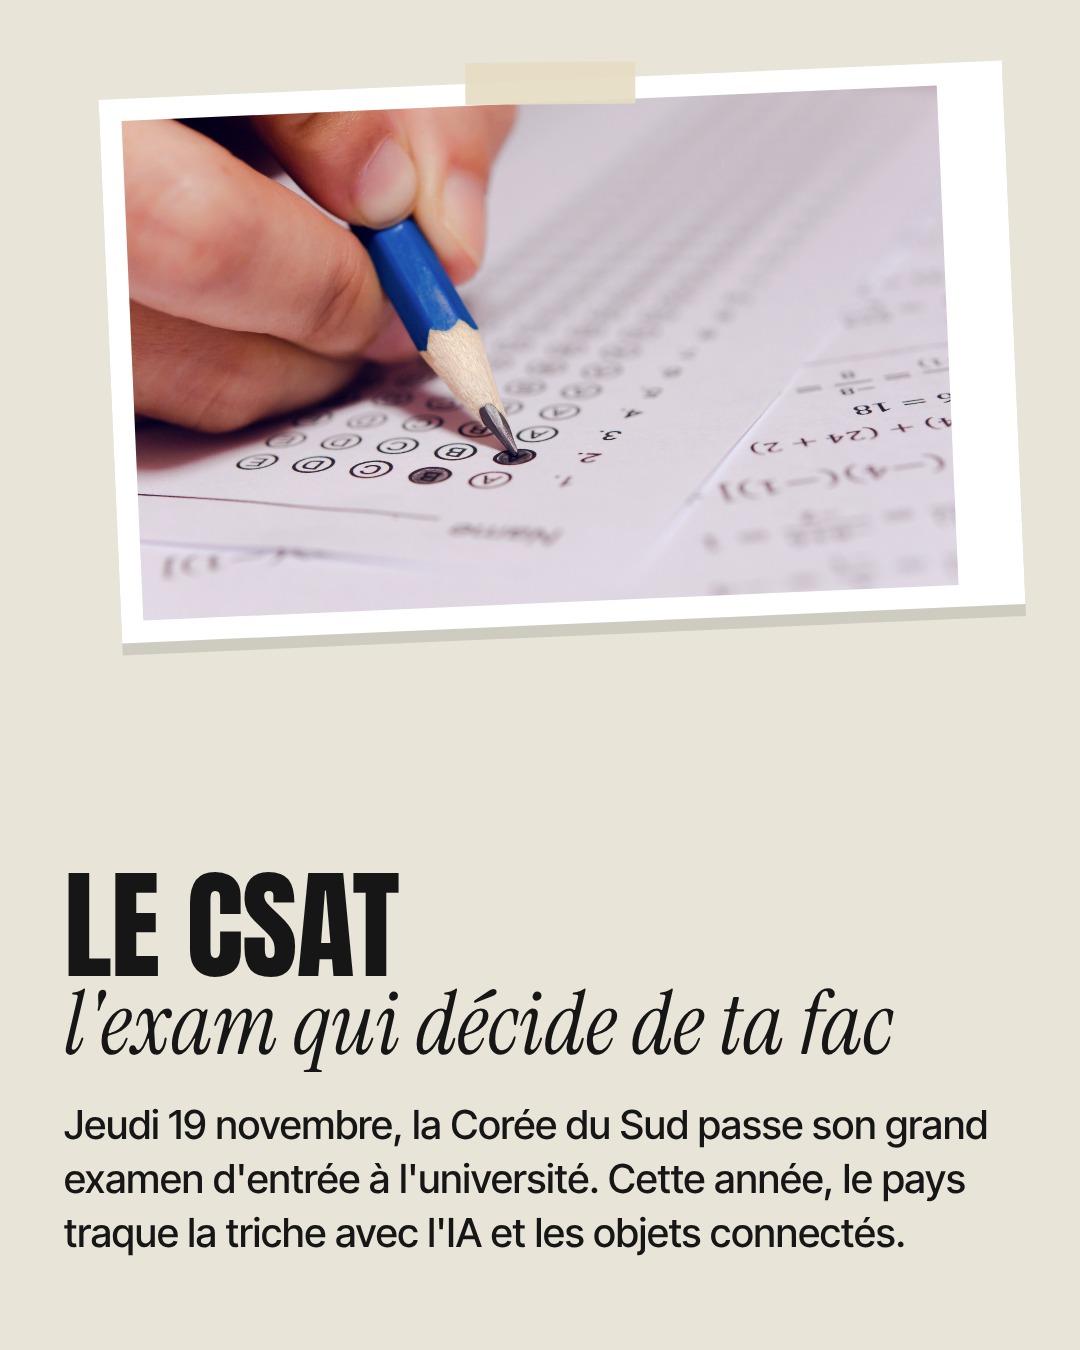 LE CSAT
l'exam qui décide de ta fac
Jeudi 19 novembre, la Corée du Sud passe son grand
examen d'entrée à l'université. Cette année, le pays
traque la triche avec l'IA et les objets connectés.